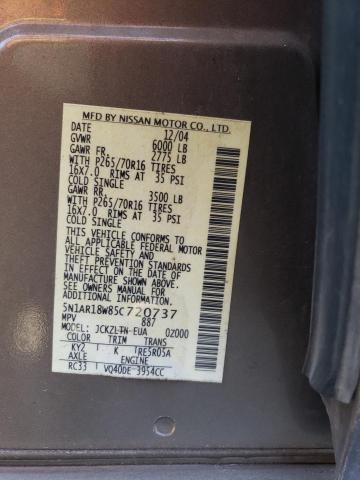 MFD BY NISSAN MOTOR CO., LTD.
DATE 12/04
GVWR 6000 LB
GAWR FR. 2775 LB
WITH P265/70R16 TIRES
16X7.0 RIMS AT 35 PSI
COLD SINGLE
GAWR RR. 3500 LB
WITH P265/70R16 TIRES
16X7.0 RIMS AT 35 PSI
COLD SINGLE
THIS VEHICLE CONFORMS TO
ALL APPLICABLE FEDERAL MOTOR
VEHICLE SAFETY AND
THEFT PREVENTION STANDARDS
IN EFFECT ON THE DATE OF
MANUFACTURE SHOWN ABOVE.
SEE OWNERS MANUAL FOR
ADDITIONAL INFORMATION.
5N1AR18W85C720737
MPV 887
MODEL: JCKZLTN-EUA 0Z000
COLOR TRIM TRANS
KY2 K RE5R05A
AXLE ENGINE
RC33 VQ40DE 3954CC